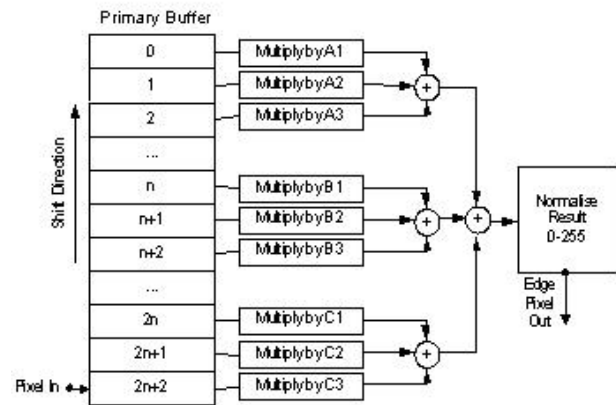 Primary Buffer
0
MultiplybyA1
1
MultiplybyA2
+
2
MultiplybyA3
Shift Direction
...
n
MultiplybyB1
n+1
MultiplybyB2
+
+
n+2
MultiplybyB3
Normalise
Result
0-255
...
Edge
Pixel
Out
2n
MultiplybyC1
2n+1
MultiplybyC2
+
Pixel In
2n+2
MultiplybyC3